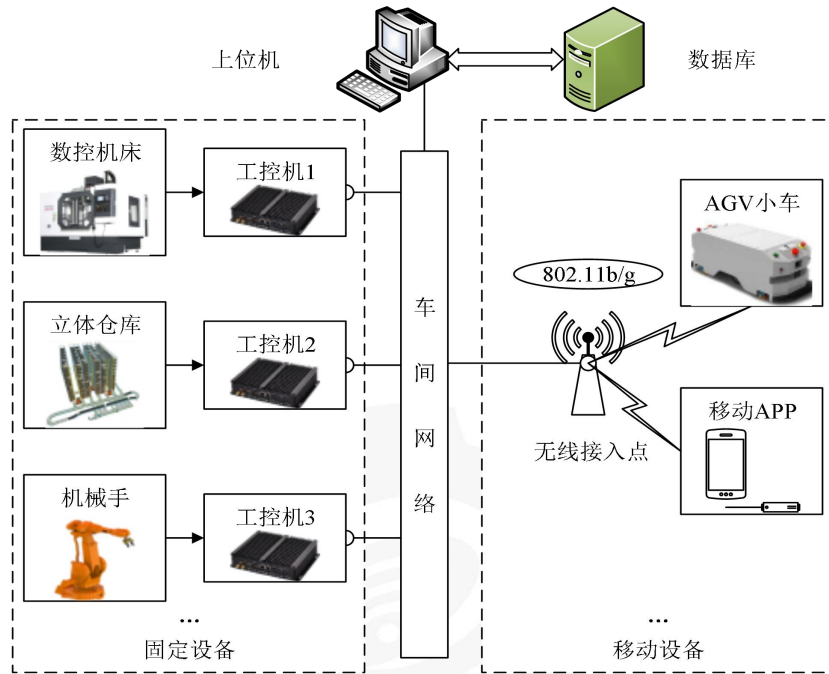 上位机
数据库
数控机床
工控机1
AGV小车
802.11b/g
车间网络
立体仓库
工控机2
移动APP
无线接入点
机械手
工控机3
...
固定设备
...
移动设备